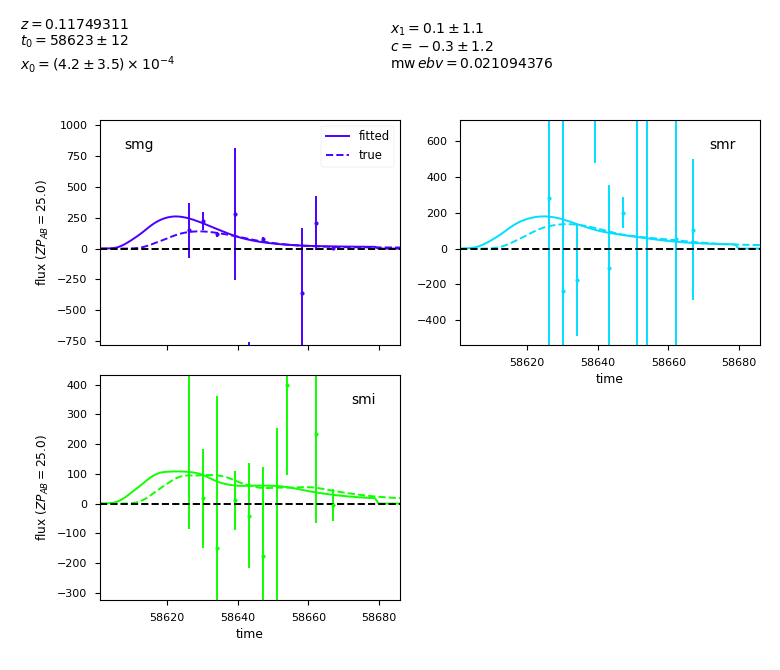 z = 0.11749311
t₀ = 58623 ± 12
x₀ = (4.2 ± 3.5) × 10⁻⁴
x₁ = 0.1 ± 1.1
c = −0.3 ± 1.2
mw ebv = 0.021094376
smg
fitted
true
1000
750
500
250
0
−250
−500
−750
flux (ZP_AB = 25.0)
smr
600
400
200
0
−200
−400
58620 58640 58660 58680
time
smi
400
300
200
100
0
−100
−200
−300
flux (ZP_AB = 25.0)
58620 58640 58660 58680
time